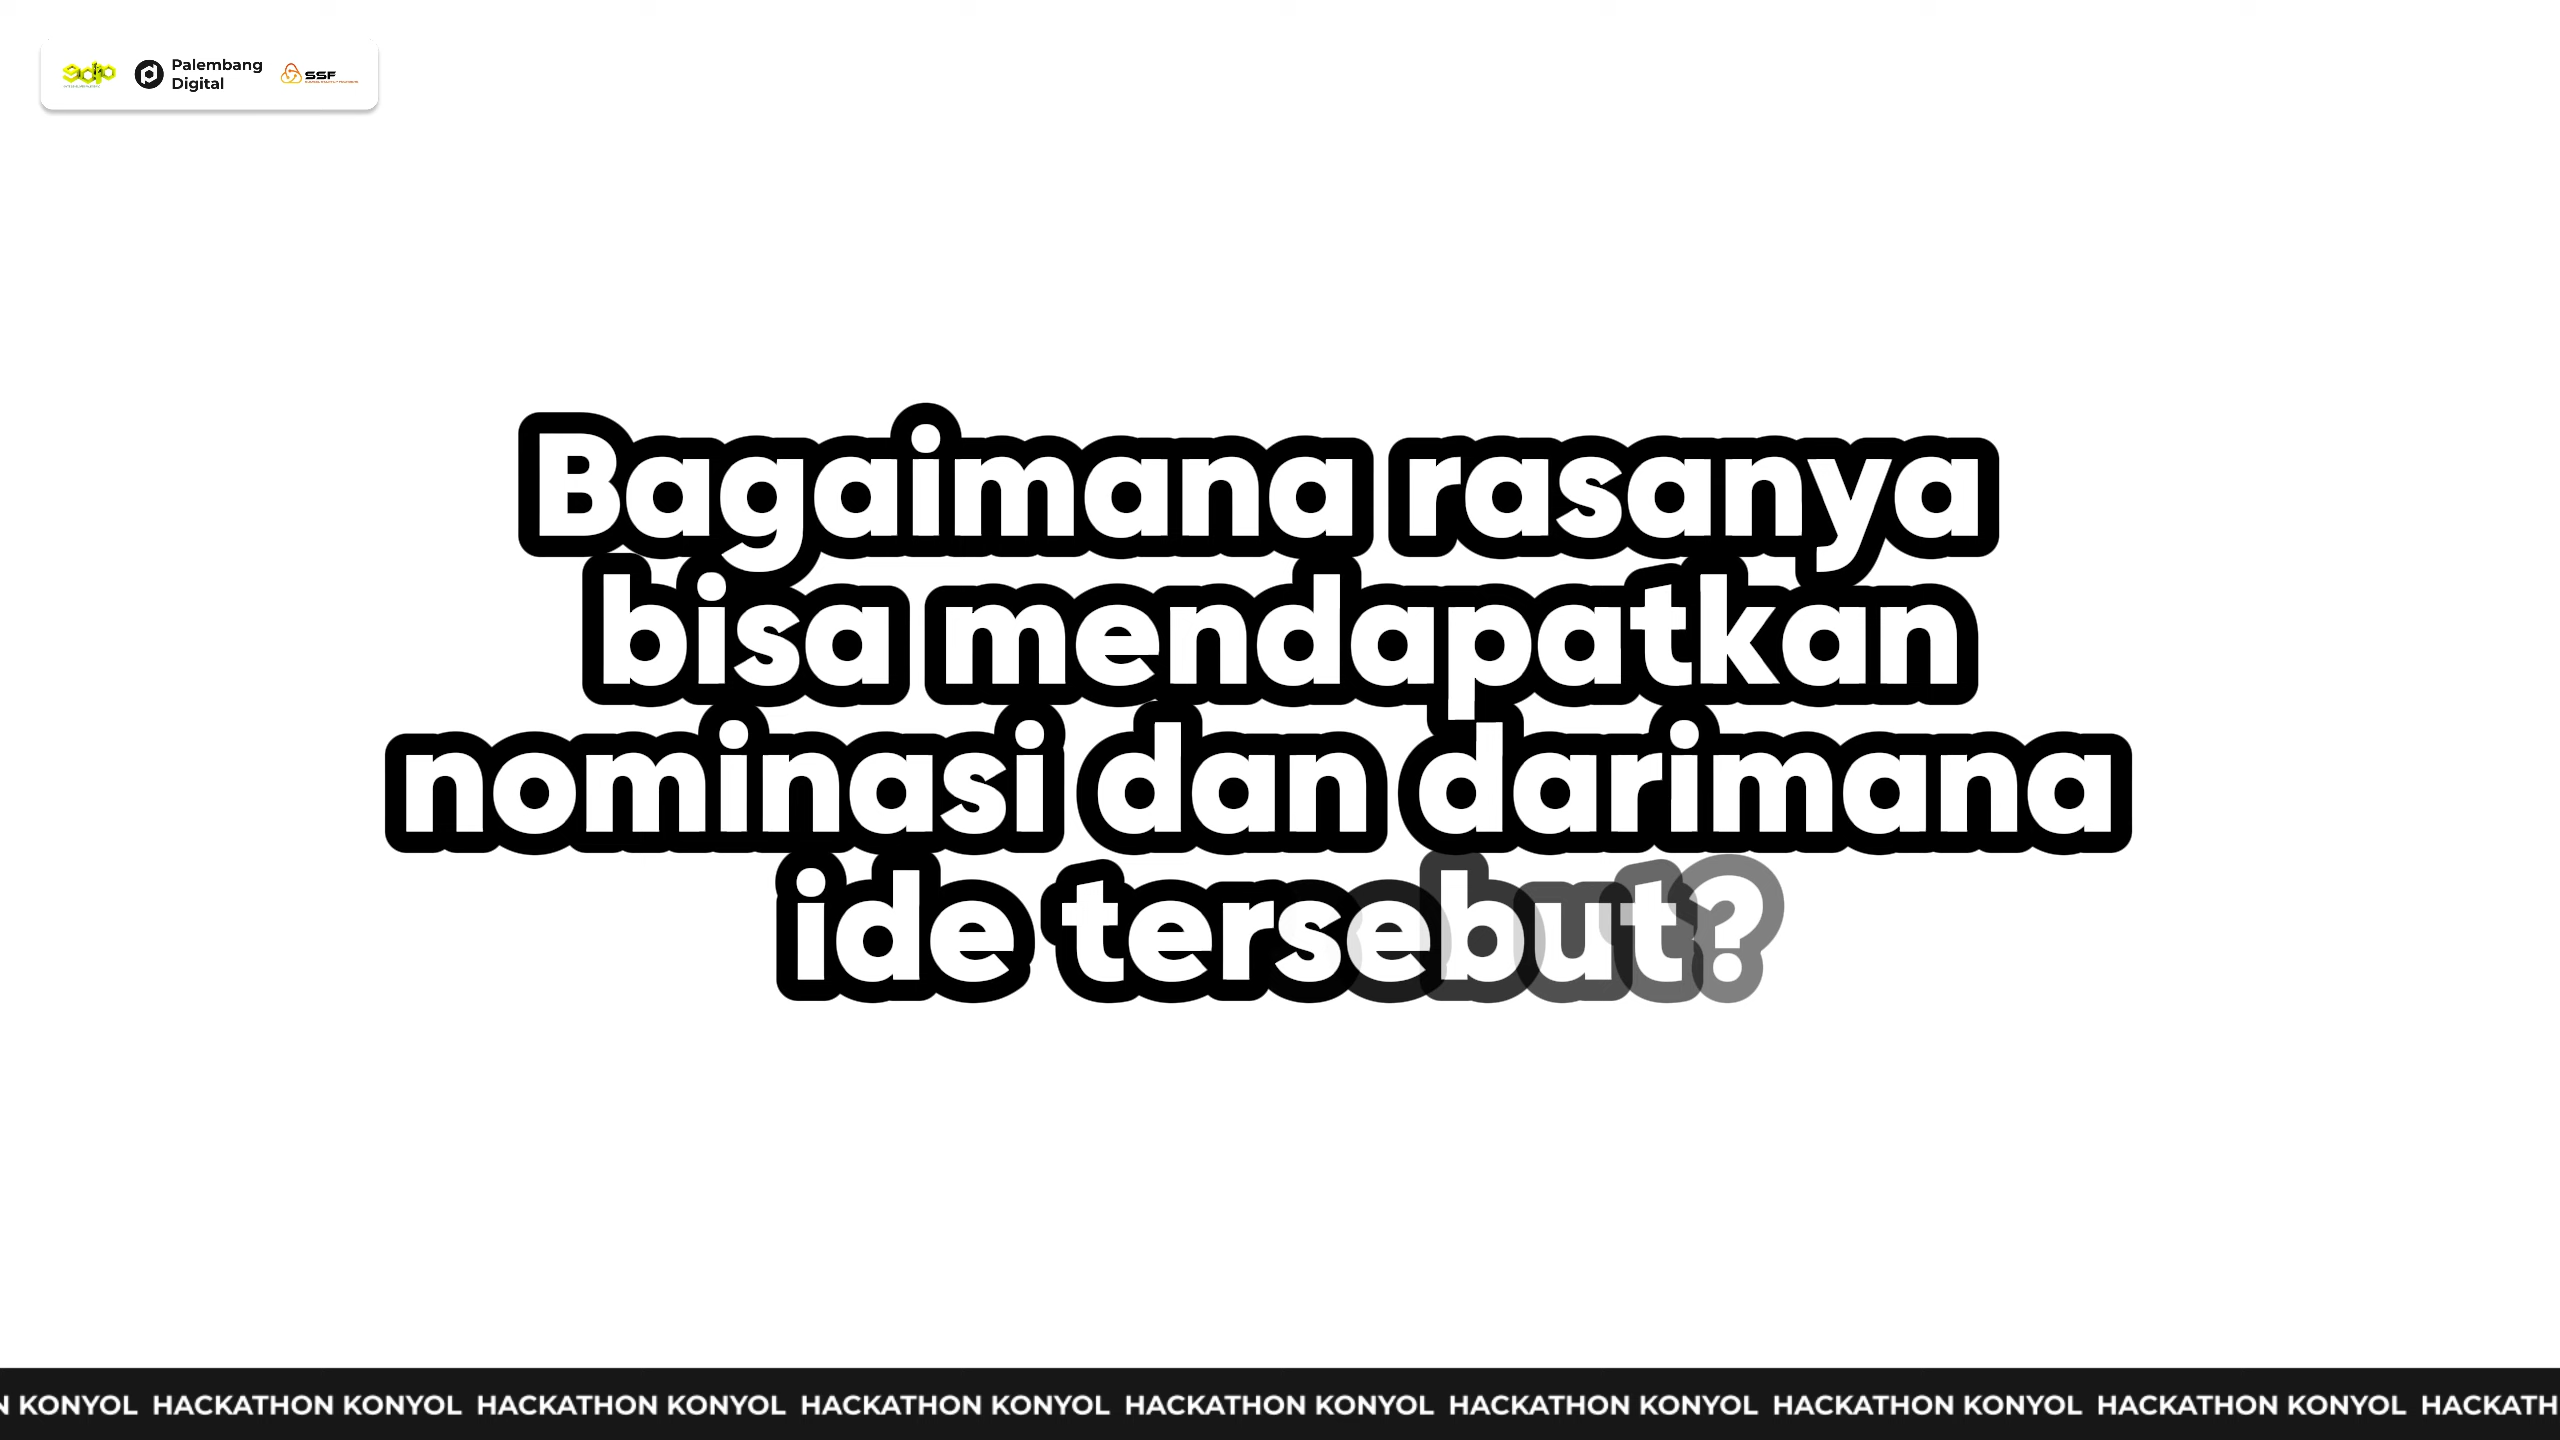 Palembang
Digital
SSF
Bagaimana rasanya
bisa mendapatkan
nominasi dan darimana
ide tersebut?
N KONYOL HACKATHON KONYOL HACKATHON KONYOL HACKATHON KONYOL HACKATHON KONYOL HACKATHON KONYOL HACKATHON KONYOL HACKATHON KONYOL HACKATH